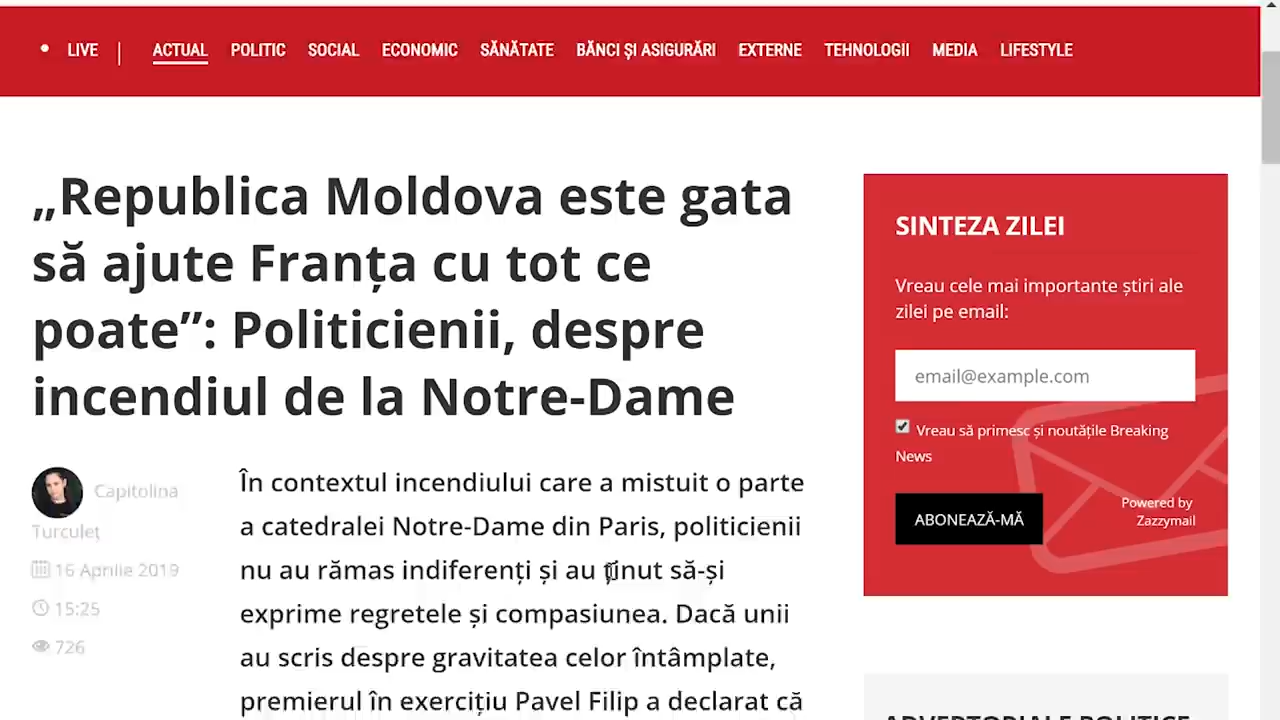 LIVE | ACTUAL POLITIC SOCIAL ECONOMIC SĂNĂTATE BĂNCI ȘI ASIGURĂRI EXTERNE TEHNOLOGII MEDIA LIFESTYLE
„Republica Moldova este gata
să ajute Franța cu tot ce
poate”: Politicienii, despre
incendiul de la Notre-Dame
Capitolina
Turculeț
16 Aprilie 2019
15:25
726
În contextul incendiului care a mistuit o parte
a catedralei Notre-Dame din Paris, politicienii
nu au rămas indiferenți și au ținut să-și
exprime regretele și compasiunea. Dacă unii
au scris despre gravitatea celor întâmplate,
premierul în exercițiu Pavel Filip a declarat că
SINTEZA ZILEI
Vreau cele mai importante știri ale
zilei pe email:
email@example.com
Vreau să primesc și noutățile Breaking
News
ABONEAZĂ-MĂ
Powered by
Zazzymail
ADVERTORIALE POLITICE